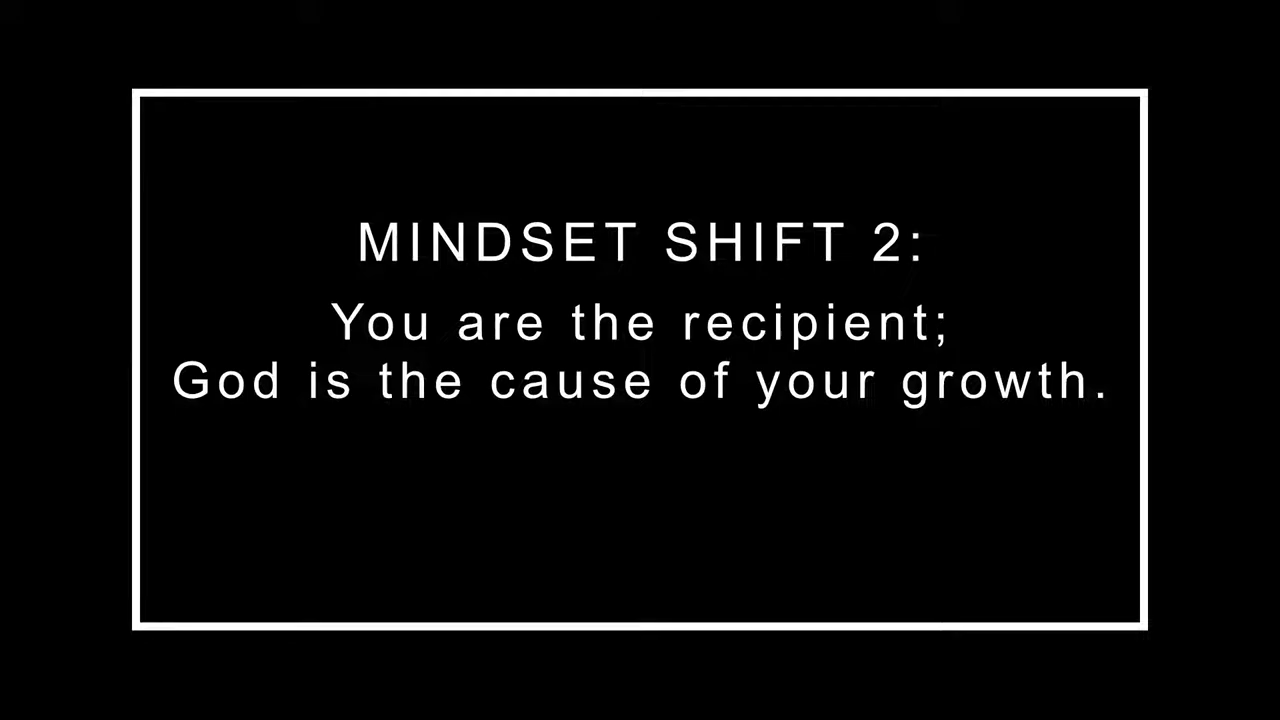 MINDSET SHIFT 2:
You are the recipient;
God is the cause of your growth.